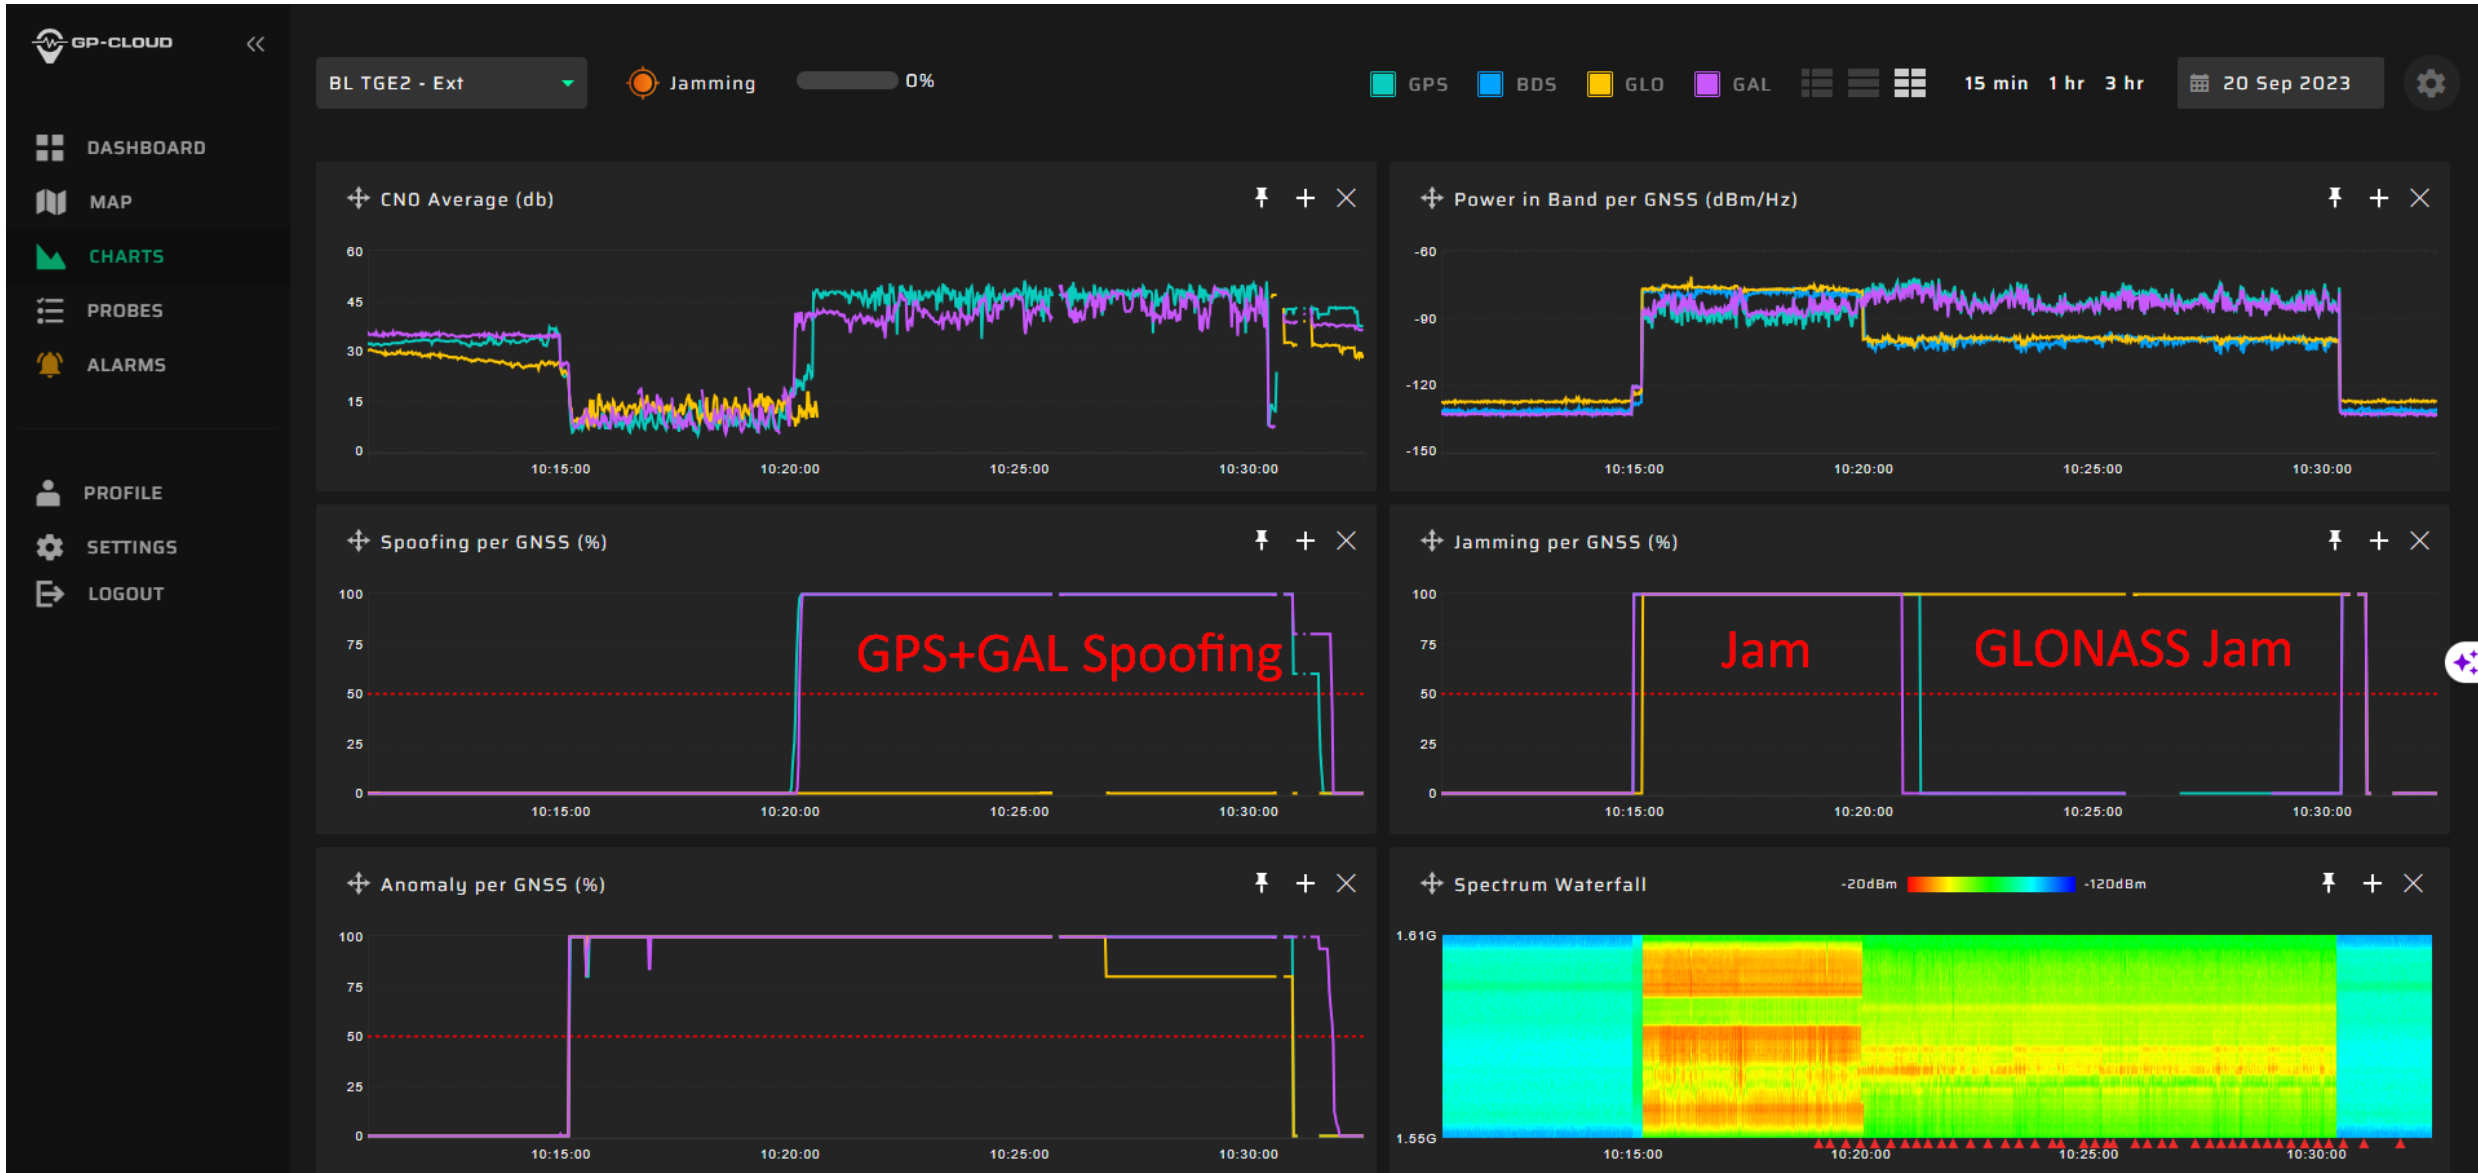 GP-CLOUD
BL TGE2 - Ext
Jamming
0%
GPS
BDS
GLO
GAL
15 min 1 hr 3 hr
20 Sep 2023
DASHBOARD
MAP
CHARTS
PROBES
ALARMS
PROFILE
SETTINGS
LOGOUT
CN0 Average (db)
60
45
30
15
0
10:15:00
10:20:00
10:25:00
10:30:00
Power in Band per GNSS (dBm/Hz)
-60
-90
-120
-150
10:15:00
10:20:00
10:25:00
10:30:00
Spoofing per GNSS (%)
100
75
50
25
0
GPS+GAL Spoofing
10:15:00
10:20:00
10:25:00
10:30:00
Jamming per GNSS (%)
100
75
50
25
0
Jam
GLONASS Jam
10:15:00
10:20:00
10:25:00
10:30:00
Anomaly per GNSS (%)
100
75
50
25
0
10:15:00
10:20:00
10:25:00
10:30:00
Spectrum Waterfall
-20dBm
-120dBm
1.61G
1.55G
10:15:00
10:20:00
10:25:00
10:30:00